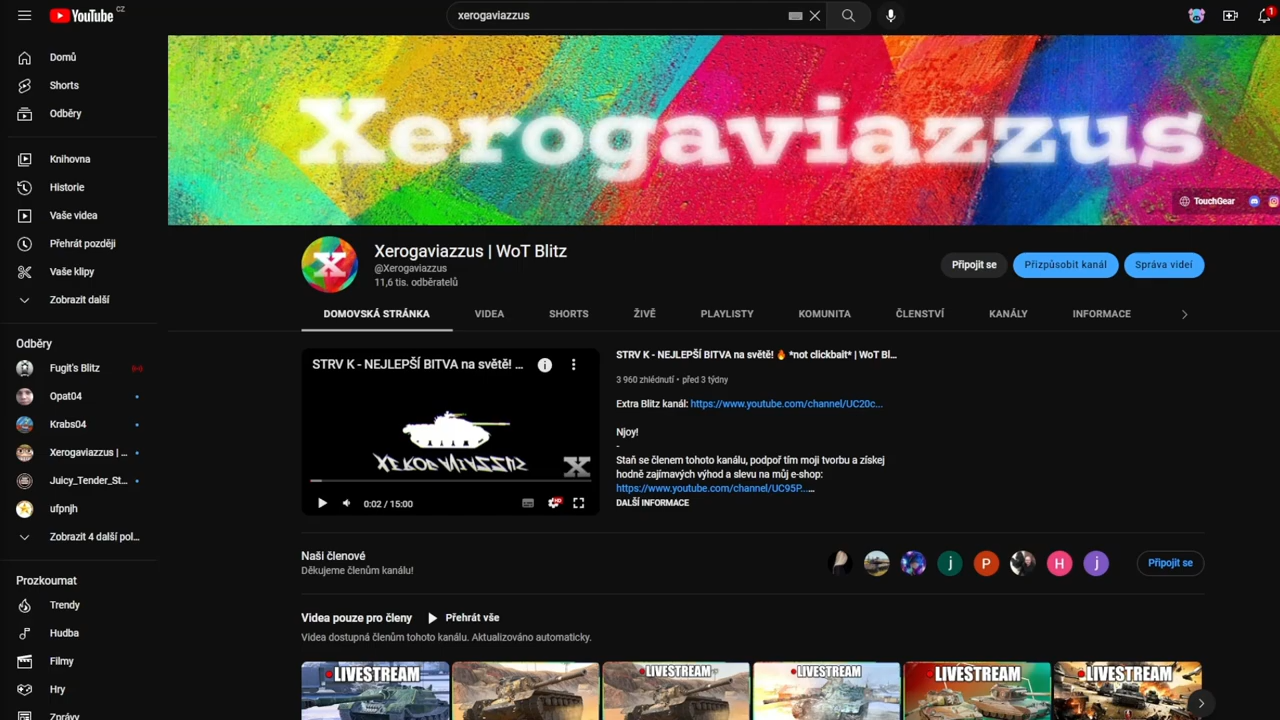 YouTube CZ
xerogaviazzus
1
Domů
Shorts
Odběry
Knihovna
Historie
Vaše videa
Přehrát později
Vaše klipy
Zobrazit další
Odběry
Fugit's Blitz
Opat04
Krabs04
Xerogaviazzus | ...
Juicy_Tender_St...
ufpnjh
Zobrazit 4 další pol...
Prozkoumat
Trendy
Hudba
Filmy
Hry
Zprávy
Xerogaviazzus
TouchGear
X
Xerogaviazzus | WoT Blitz
@Xerogaviazzus
11,6 tis. odběratelů
Připojit se
Přizpůsobit kanál
Správa videí
DOMOVSKÁ STRÁNKA
VIDEA
SHORTS
ŽIVĚ
PLAYLISTY
KOMUNITA
ČLENSTVÍ
KANÁLY
INFORMACE
STRV K - NEJLEPŠÍ BITVA na světě! ...
XEROGAVIAZZUS
X
0:02 / 15:00
HD
STRV K - NEJLEPŠÍ BITVA na světě! 🔥 *not clickbait* | WoT Bl...
3 960 zhlédnutí • před 3 týdny
Extra Blitz kanál: https://www.youtube.com/channel/UC20c...
Njoy!
-
Staň se členem tohoto kanálu, podpoř tím moji tvorbu a získej
hodně zajímavých výhod a slevu na můj e-shop:
https://www.youtube.com/channel/UC95P...…
DALŠÍ INFORMACE
Naši členové
Děkujeme členům kanálu!
j
P
H
j
Připojit se
Videa pouze pro členy
Přehrát vše
Videa dostupná členům tohoto kanálu. Aktualizováno automaticky.
LIVESTREAM
LIVESTREAM
LIVESTREAM
LIVESTREAM
LIVESTREAM